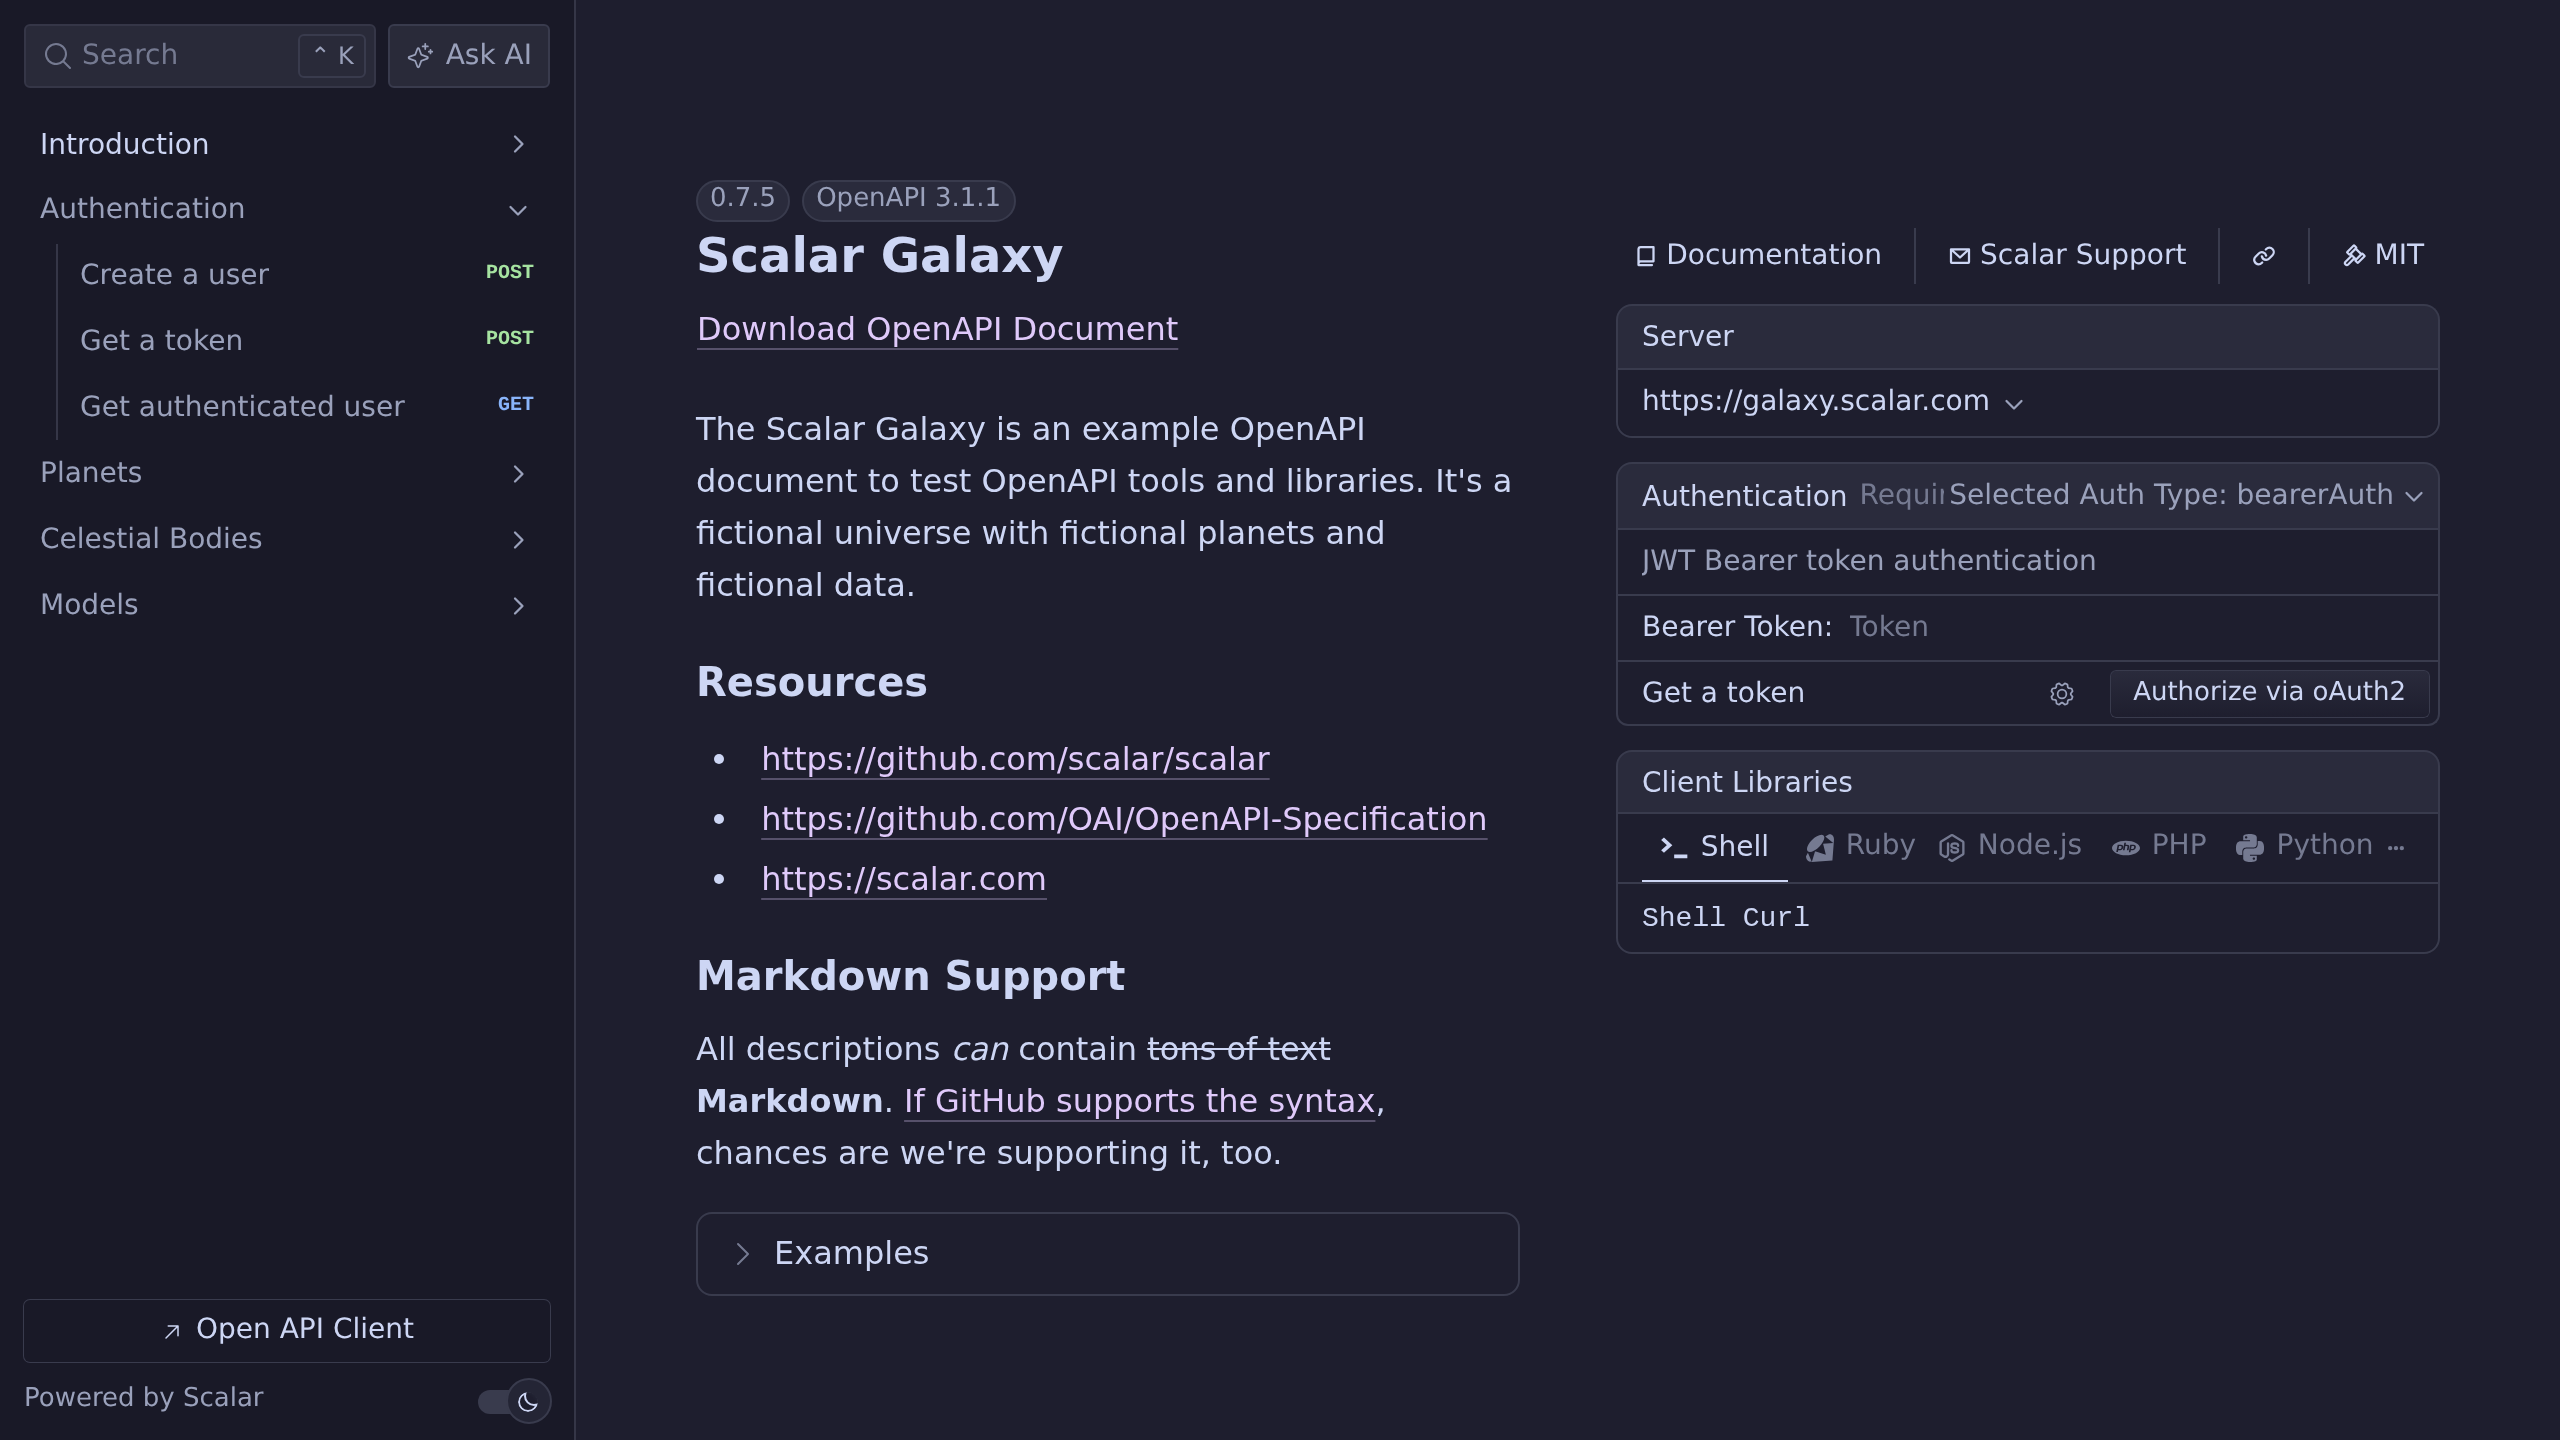 Search
⌃ K
Ask AI
Introduction
Authentication
Create a user POST
Get a token POST
Get authenticated user GET
Planets
Celestial Bodies
Models
Open API Client
Powered by Scalar
0.7.5
OpenAPI 3.1.1
Scalar Galaxy
Download OpenAPI Document
The Scalar Galaxy is an example OpenAPI
document to test OpenAPI tools and libraries. It's a
fictional universe with fictional planets and
fictional data.
Resources
• https://github.com/scalar/scalar
• https://github.com/OAI/OpenAPI-Specification
• https://scalar.com
Markdown Support
All descriptions can contain tons of text
Markdown. If GitHub supports the syntax,
chances are we're supporting it, too.
Examples
Documentation
Scalar Support
MIT
Server
https://galaxy.scalar.com
Authentication Requir Selected Auth Type: bearerAuth
JWT Bearer token authentication
Bearer Token: Token
Get a token
Authorize via oAuth2
Client Libraries
Shell
Ruby
JS Node.js
php PHP
Python
Shell Curl